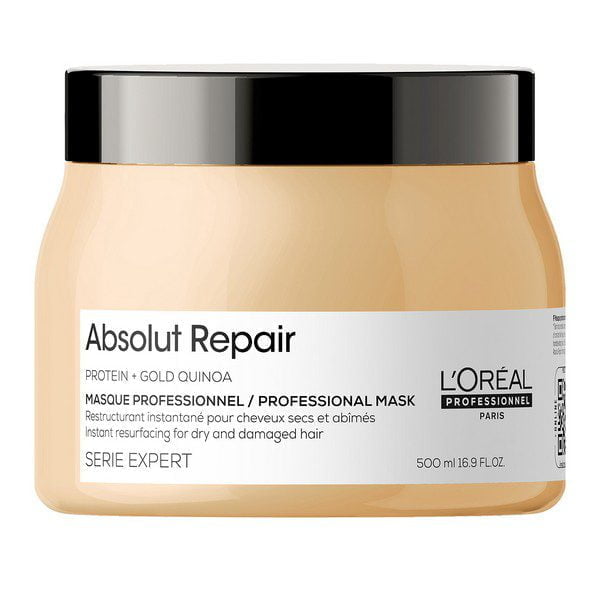 Absolut Repair
PROTEIN + GOLD QUINOA
MASQUE PROFESSIONNEL / PROFESSIONAL MASK
Restructurant instantané pour cheveux secs et abîmés
Instant resurfacing for dry and damaged hair
SERIE EXPERT
L'ORÉAL
PROFESSIONNEL
PARIS
500 ml 16.9 FL.OZ.